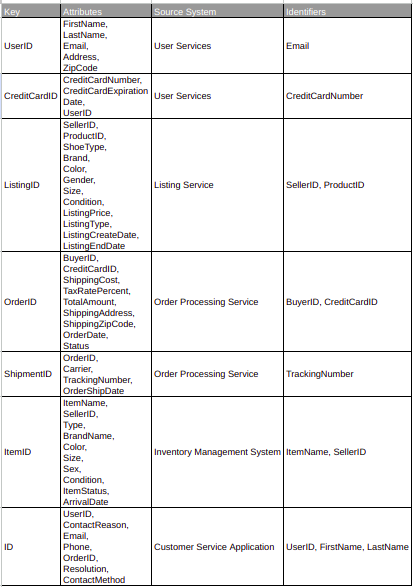 Key Attributes Source System Identifiers
UserID
FirstName,
LastName,
Email,
Address,
ZipCode
User Services
Email
CreditCardID
CreditCardNumber,
CreditCardExpiration
Date,
UserID
User Services
CreditCardNumber
ListingID
SellerID,
ProductID,
ShoeType,
Brand,
Color,
Gender,
Size,
Condition,
ListingPrice,
ListingType,
ListingCreateDate,
ListingEndDate
Listing Service
SellerID, ProductID
OrderID
BuyerID,
CreditCardID,
ShippingCost,
TaxRatePercent,
TotalAmount,
ShippingAddress,
ShippingZipCode,
OrderDate,
Status
Order Processing Service
BuyerID, CreditCardID
ShipmentID
OrderID,
Carrier,
TrackingNumber,
OrderShipDate
Order Processing Service
TrackingNumber
ItemID
ItemName,
SellerID,
Type,
BrandName,
Color,
Size,
Sex,
Condition,
ItemStatus,
ArrivalDate
Inventory Management System
ItemName, SellerID
ID
UserID,
ContactReason,
Email,
Phone,
OrderID,
Resolution,
ContactMethod
Customer Service Application
UserID, FirstName, LastName